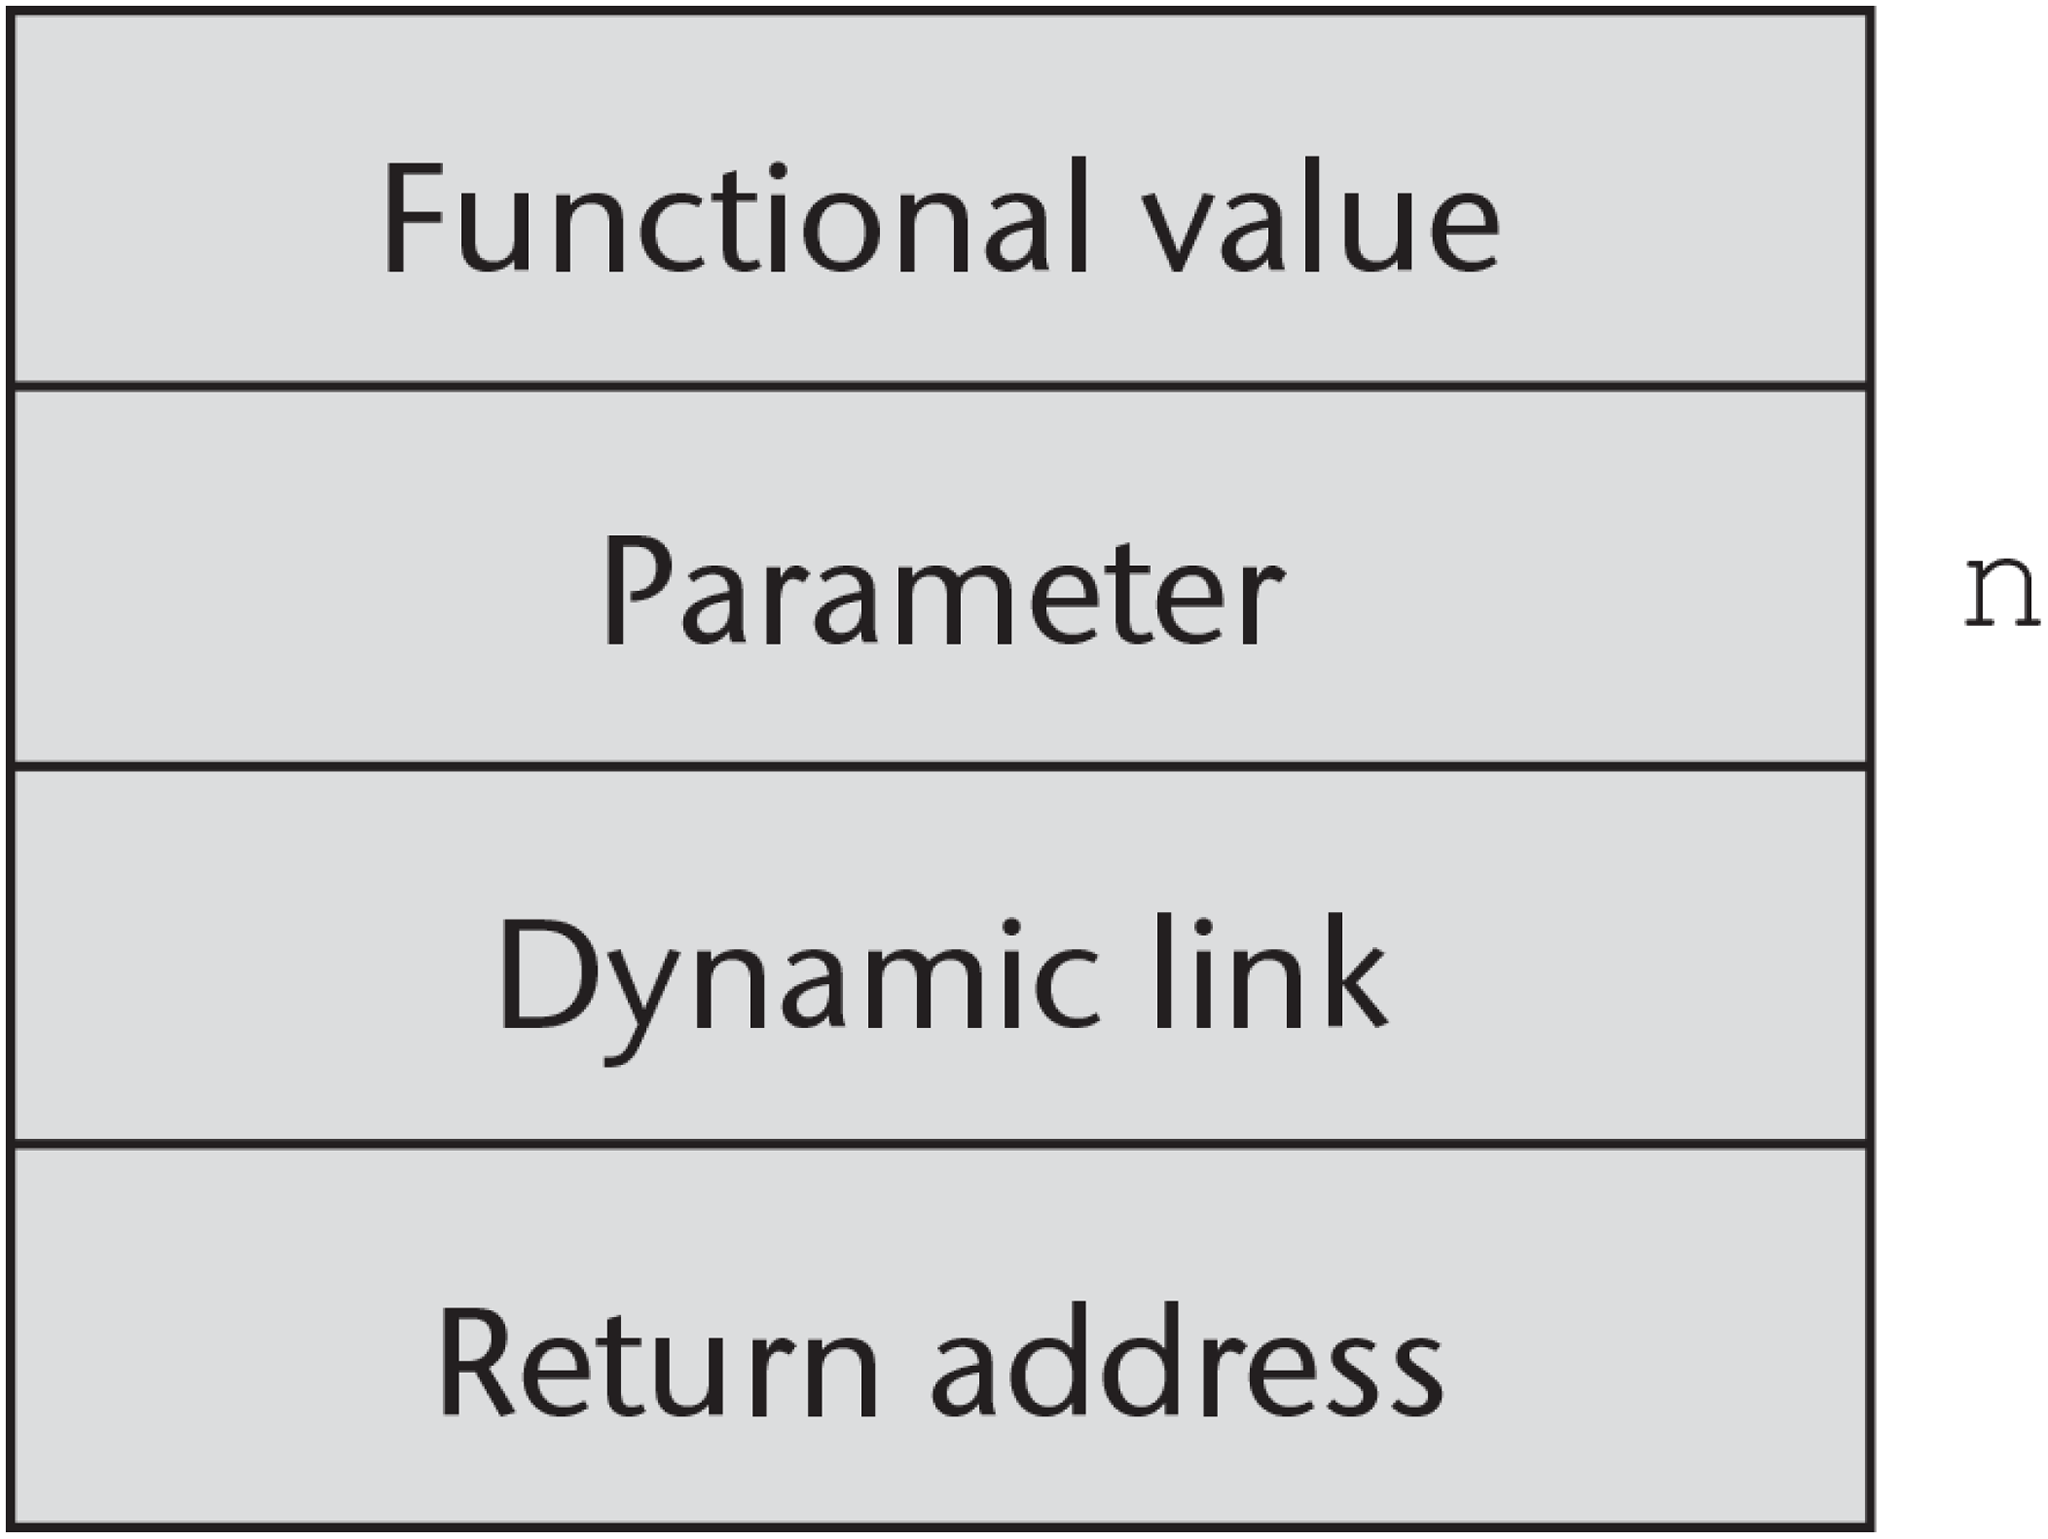 Functional value
Parameter
n
Dynamic link
Return address